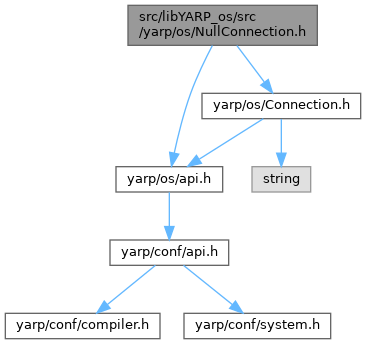 src/libYARP_os/src
/yarp/os/NullConnection.h
yarp/os/Connection.h
yarp/os/api.h
string
yarp/conf/api.h
yarp/conf/compiler.h
yarp/conf/system.h